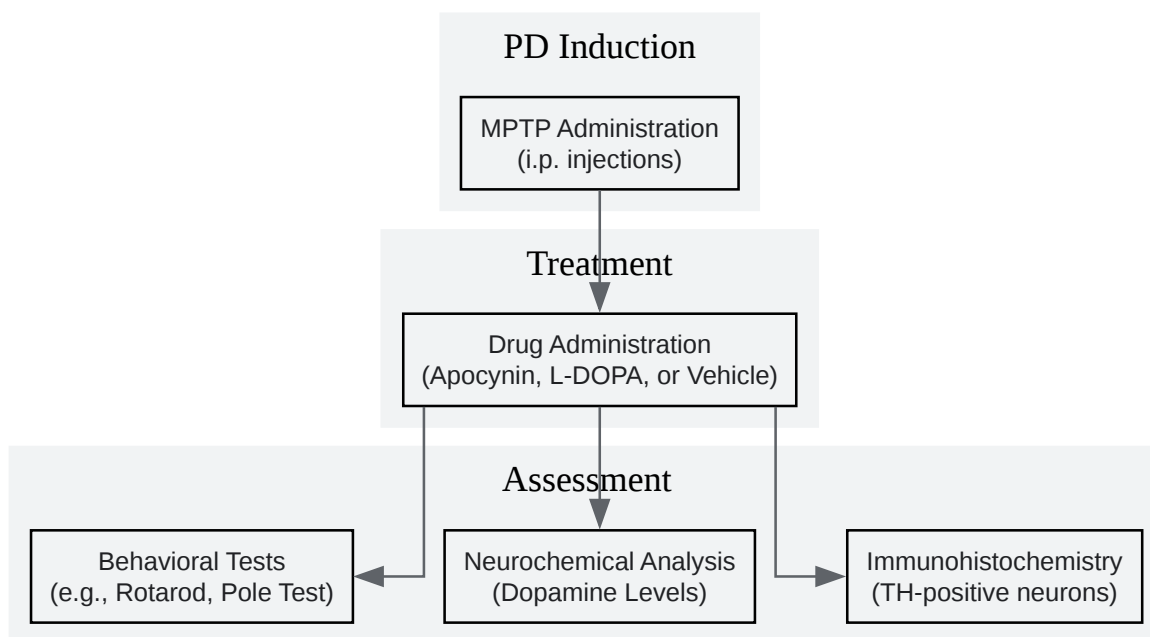 PD Induction
MPTP Administration
(i.p. injections)
Treatment
Drug Administration
(Apocynin, L-DOPA, or Vehicle)
Assessment
Behavioral Tests
(e.g., Rotarod, Pole Test)
Neurochemical Analysis
(Dopamine Levels)
Immunohistochemistry
(TH-positive neurons)